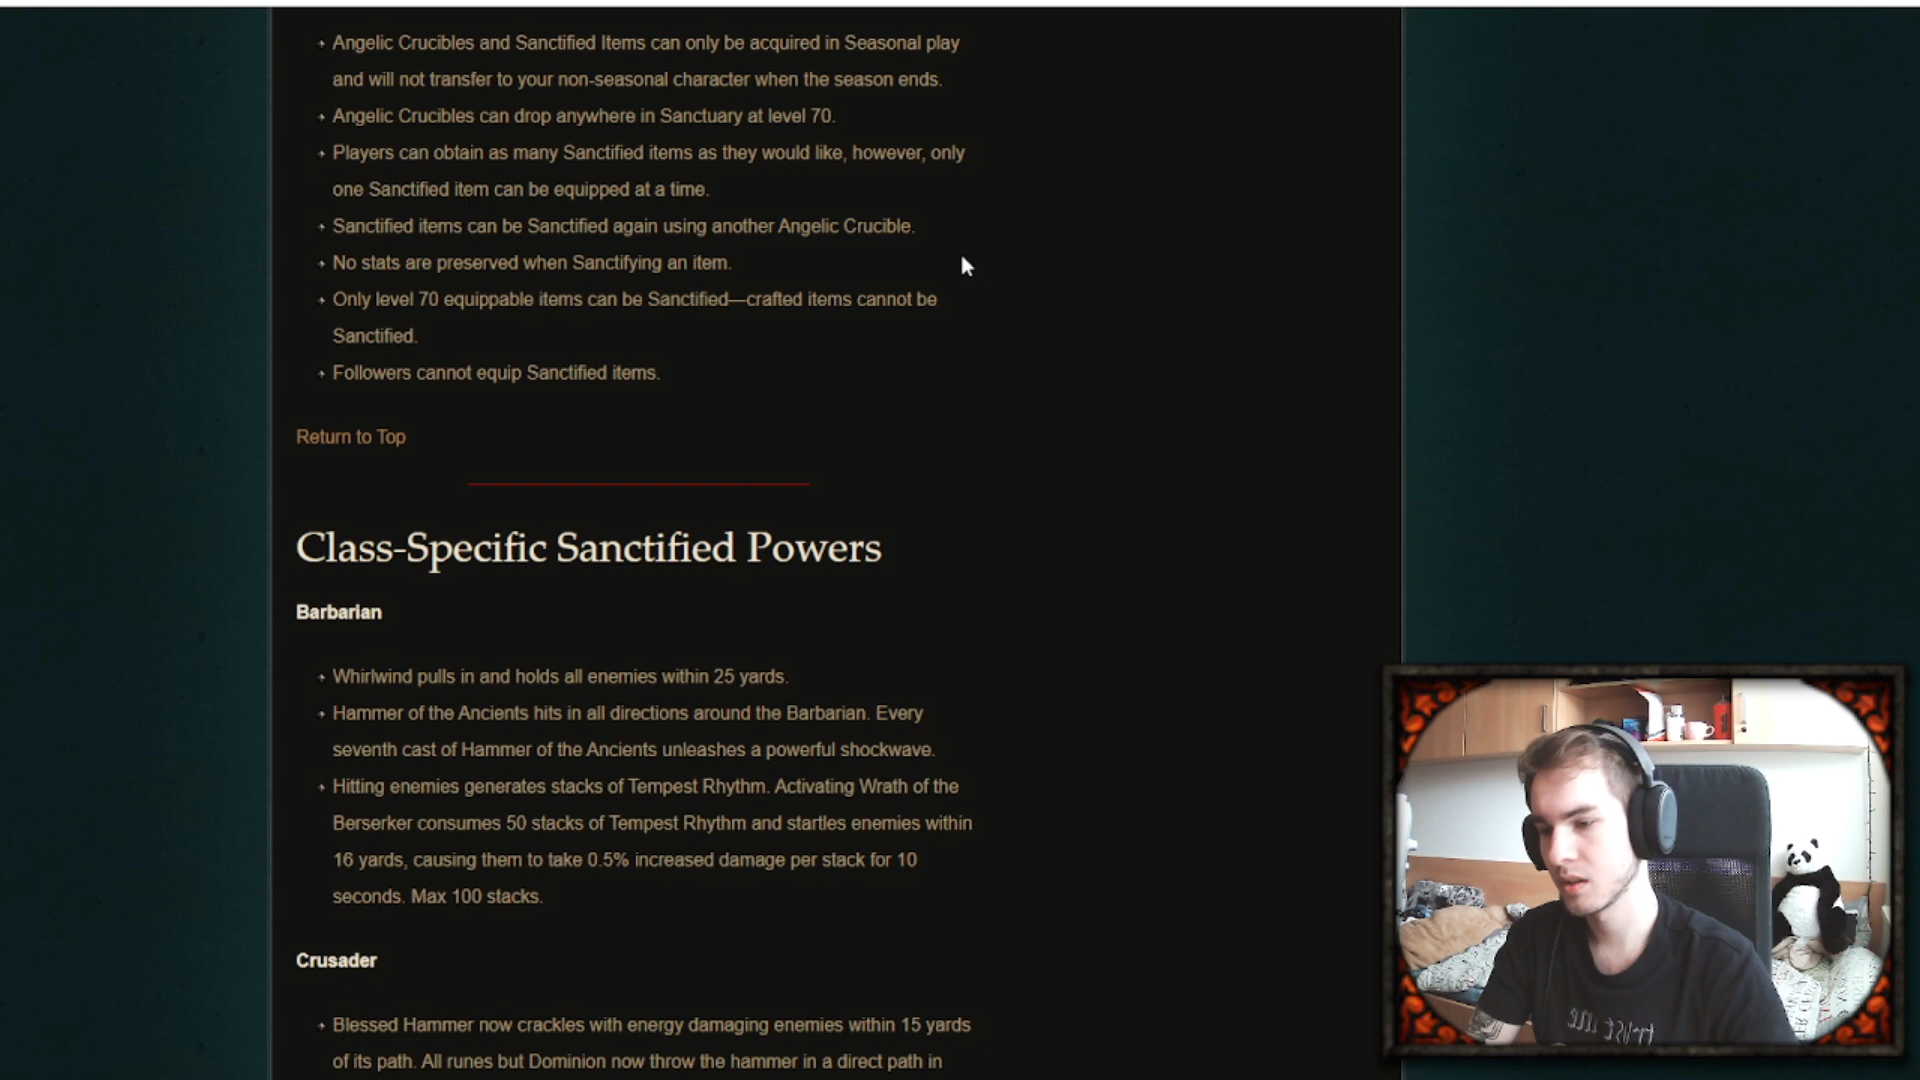 Angelic Crucibles and Sanctified Items can only be acquired in Seasonal play
and will not transfer to your non-seasonal character when the season ends.
Angelic Crucibles can drop anywhere in Sanctuary at level 70.
Players can obtain as many Sanctified items as they would like, however, only
one Sanctified item can be equipped at a time.
Sanctified items can be Sanctified again using another Angelic Crucible.
No stats are preserved when Sanctifying an item.
Only level 70 equippable items can be Sanctified—crafted items cannot be
Sanctified.
Followers cannot equip Sanctified items.
Return to Top
Class-Specific Sanctified Powers
Barbarian
Whirlwind pulls in and holds all enemies within 25 yards.
Hammer of the Ancients hits in all directions around the Barbarian. Every
seventh cast of Hammer of the Ancients unleashes a powerful shockwave.
Hitting enemies generates stacks of Tempest Rhythm. Activating Wrath of the
Berserker consumes 50 stacks of Tempest Rhythm and startles enemies within
16 yards, causing them to take 0.5% increased damage per stack for 10
seconds. Max 100 stacks.
Crusader
Blessed Hammer now crackles with energy damaging enemies within 15 yards
of its path. All runes but Dominion now throw the hammer in a direct path in
trust me